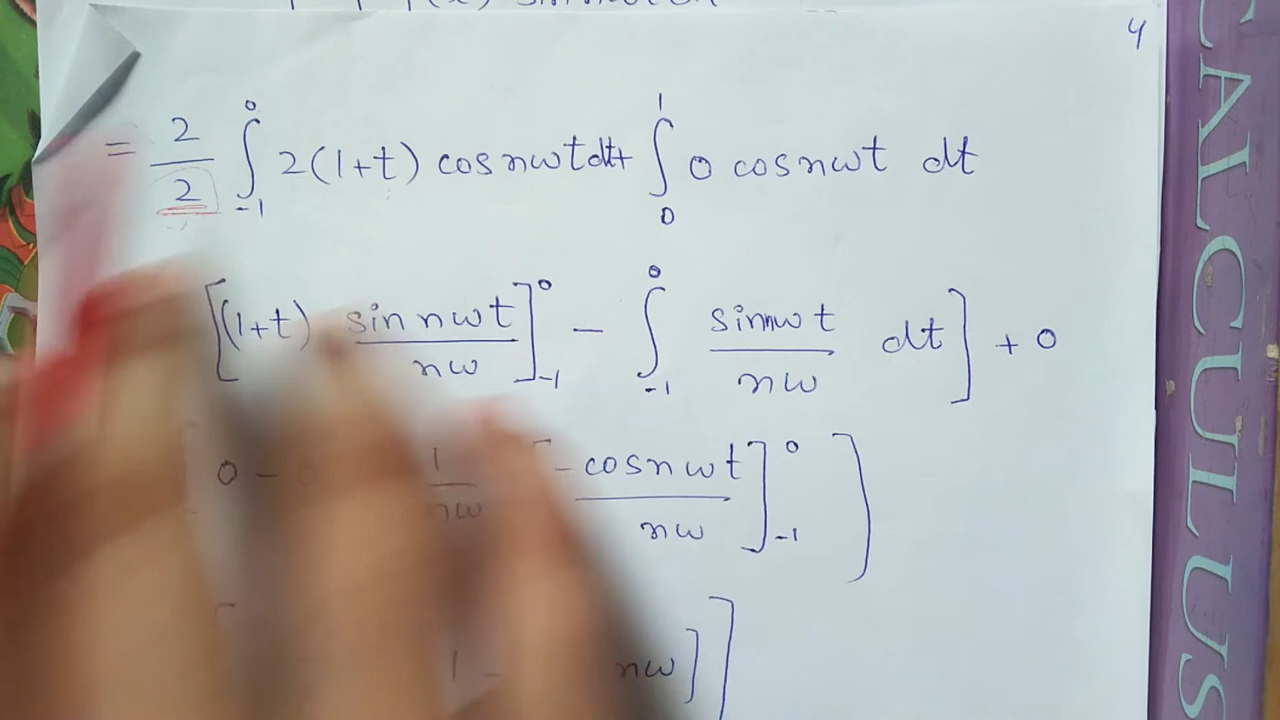 4
= 2/2 ∫_{-1}^{0} 2(1+t) cos nωt dt + ∫_{0}^{1} 0 cos nωt dt
[(1+t) sin nωt / nω]_{-1}^{0} - ∫_{-1}^{0} sin nωt / nω dt] + 0
0 - 0 1/nω [-cos nωt / nω]_{-1}^{0} ]
1 - nω]]
CALCULUS